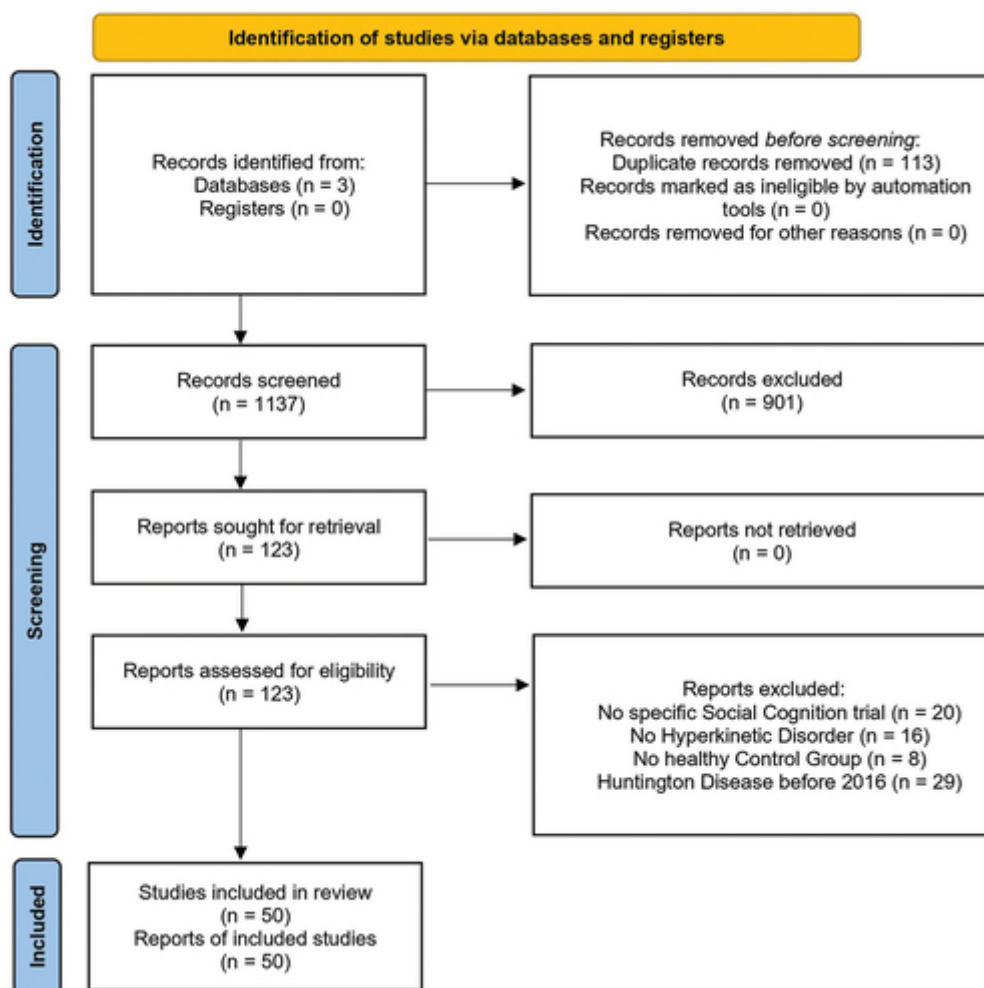 Identification of studies via databases and registers
Identification
Records identified from:
Databases (n = 3)
Registers (n = 0)
Records removed before screening:
Duplicate records removed (n = 113)
Records marked as ineligible by automation
tools (n = 0)
Records removed for other reasons (n = 0)
Screening
Records screened
(n = 1137)
Records excluded
(n = 901)
Reports sought for retrieval
(n = 123)
Reports not retrieved
(n = 0)
Reports assessed for eligibility
(n = 123)
Reports excluded:
No specific Social Cognition trial (n = 20)
No Hyperkinetic Disorder (n = 16)
No healthy Control Group (n = 8)
Huntington Disease before 2016 (n = 29)
Included
Studies included in review
(n = 50)
Reports of included studies
(n = 50)